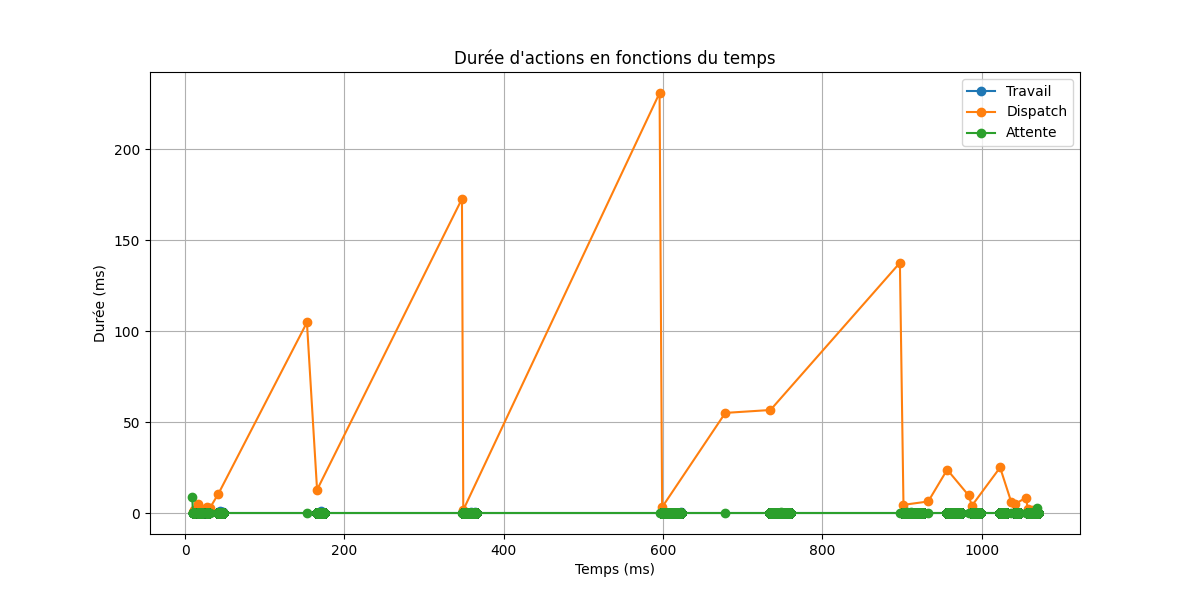 Durée d'actions en fonctions du temps
Travail
Dispatch
Attente
Durée (ms)
200
150
100
50
0
0 200 400 600 800 1000
Temps (ms)